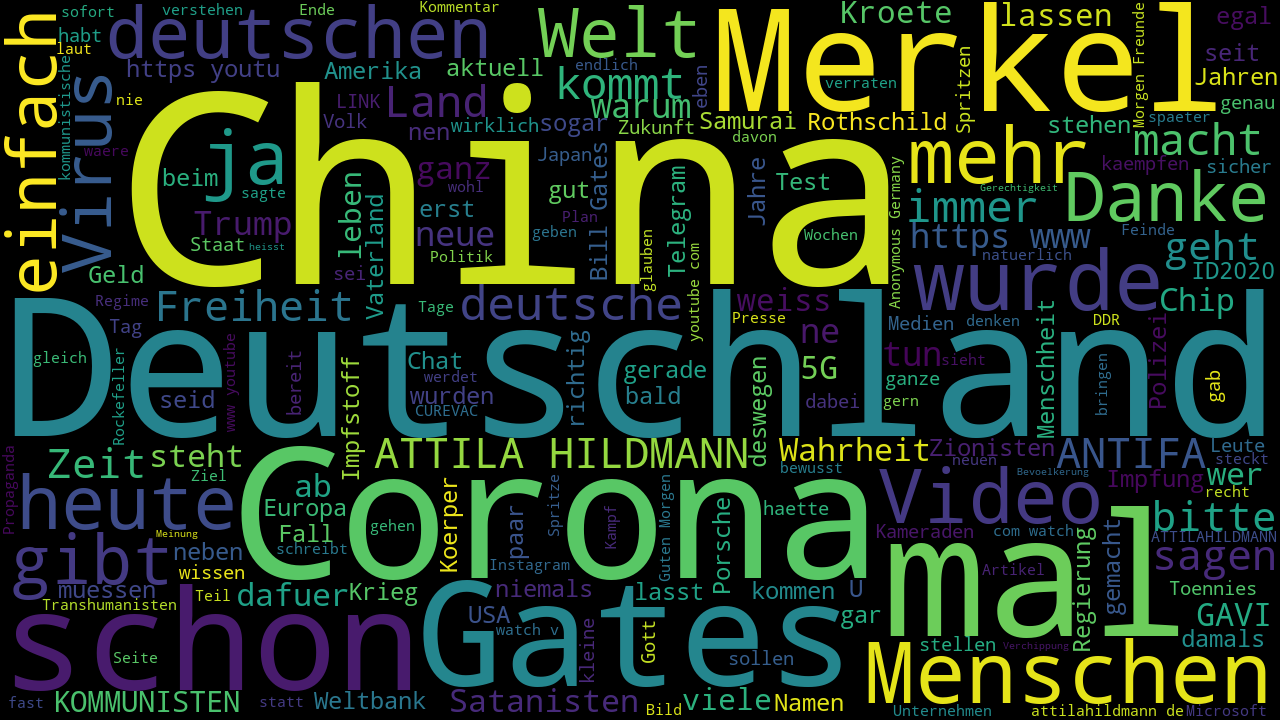 sofort verstehen Ende Kommentar
habt deutschen Welt Merkel Kroete lassen egal
laut https youtu Amerika aktuell endlich kommt verraten seit
einfach Virus kommunistische nie LINK Land warum eben Spritzen Morgen Freunde Jahren
Volk nen wirklich sogar Zukunft Samurai Rothschild stehen spaeter genau
waere ja China Japan davon mehr macht
beim ganz gut Gates Jahre Test kaempfen sicher
sagte leben wohl Bill Telegram Gerechtigkeit
Trump Vaterland erst Plan immer Danke
Staat heisst neue geben Wochen Anonymous Germany https www Feinde geht
Geld sei Politik glauben natuerlich ID2020
Regime Freiheit Tage deutsche youtube com weiss wurde Chip
Tag Presse Medien denken Menschheit DDR Polizei
Deutschland
gleich Rockefeller www youtube bereit Chat richtig gerade ne tun sieht
seid werdet wurden bald 5G ganze gern bringen gab
CUREVAC deswegen dabei
Zeit steht Impfstoff ATTILA HILDMANN Wahrheit Zionisten ANTIFA Leute
Propaganda Ziel bewusst neuen Bevoelkerung steckt
heute ab Corona Video Impfung wer
Europa Koerper paar Spritze Kampf Guten Morgen Porsche haette recht
Meinung Fall gehen Kameraden com watch Regierung gemacht bitte
gibt neben schreibt ATTILAHILDMANN
wissen Instagram mal Artikel sagen
muessen Teil dafuer Krieg niemals lasst kommen U Toennies
Transhumanisten schon Gates USA gar GAVI
watch v kleine Gott stellen Verchippung damals
Seite sollen Menschen
fast KOMMUNISTEN statt Weltbank Satanisten Bild viele Namen Unternehmen attilahildmann de Microsoft